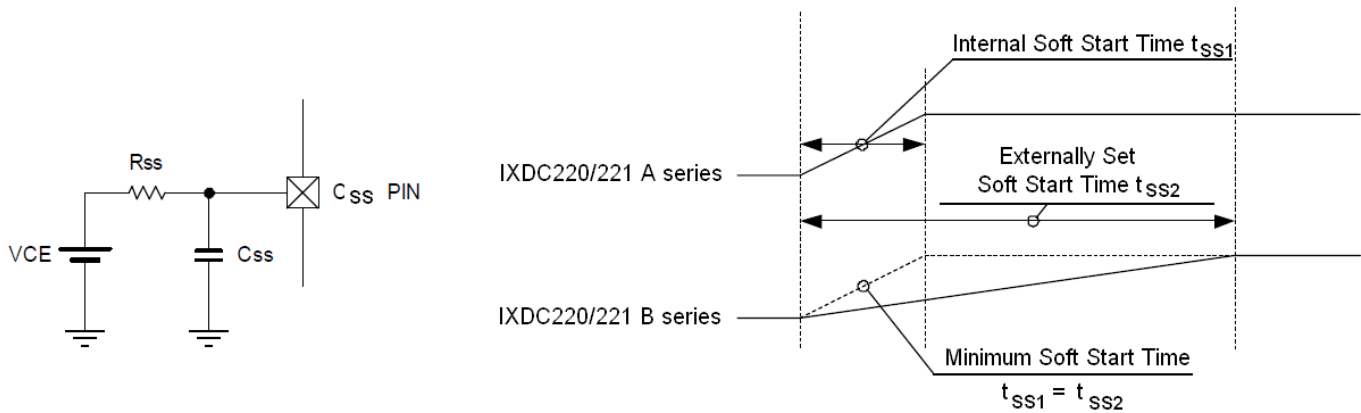 Rss
CSS PIN
VCE
Css
Internal Soft Start Time tSS1
IXDC220/221 A series
Externally Set
Soft Start Time tSS2
IXDC220/221 B series
Minimum Soft Start Time
tSS1 = tSS2